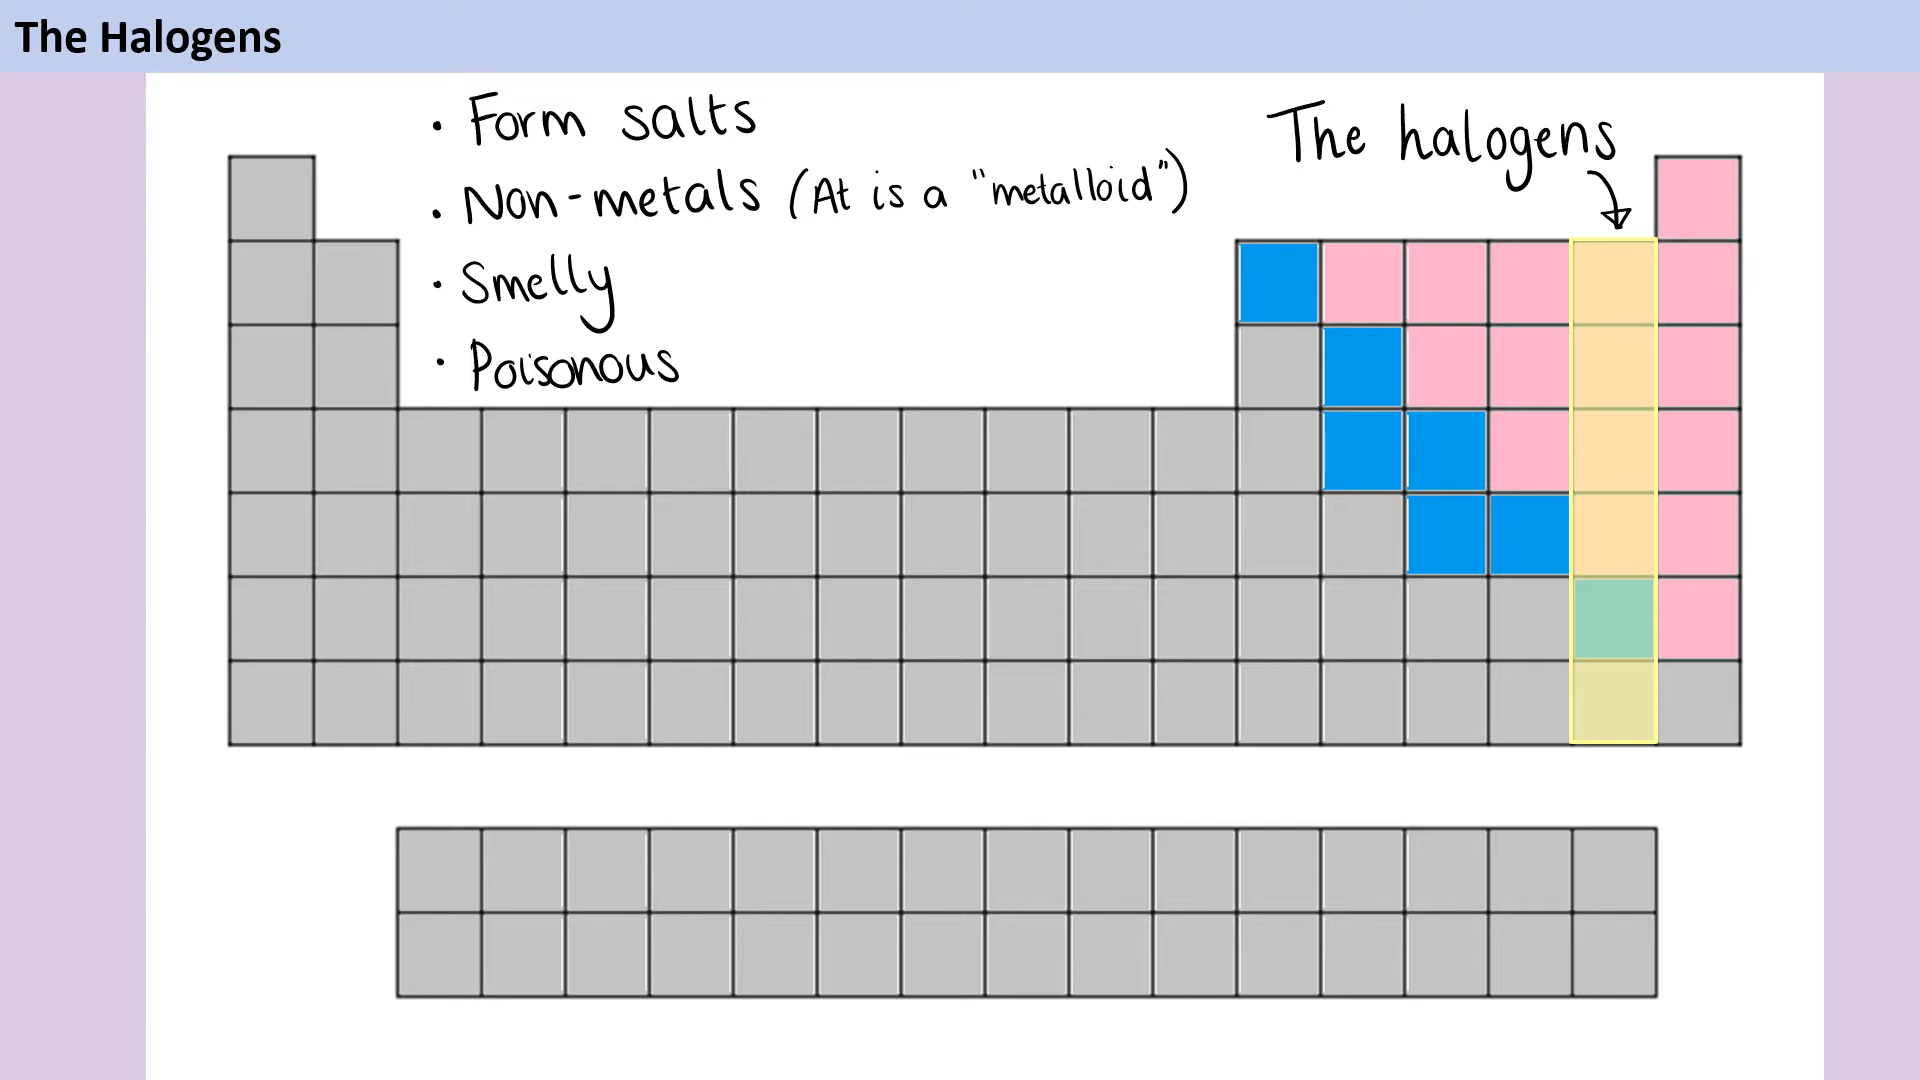 The Halogens
• Form salts
• Non-metals (At is a "metalloid")
• Smelly
• Poisonous
The halogens